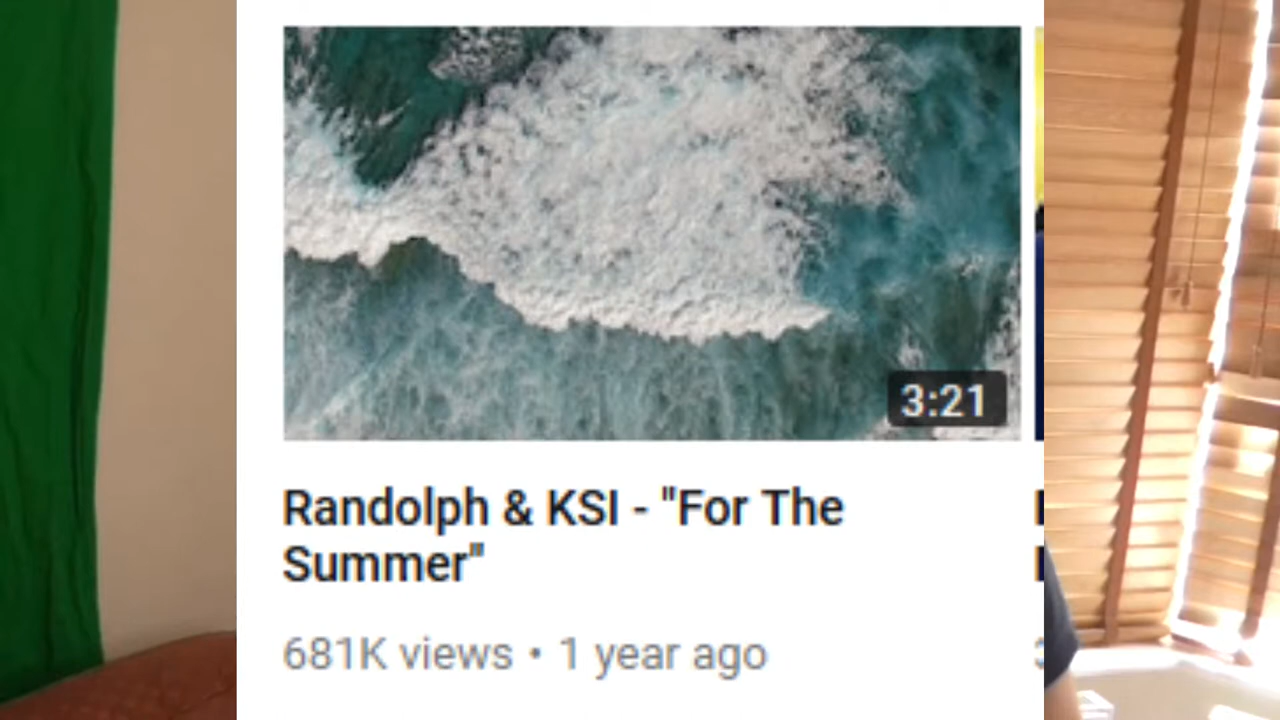 3:21
Randolph & KSI - "For The
Summer"
681K views • 1 year ago